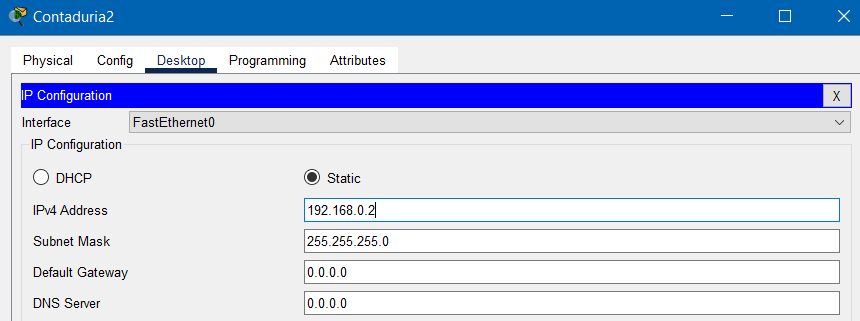 Contaduria2
Physical Config Desktop Programming Attributes
IP Configuration X
Interface FastEthernet0
IP Configuration
DHCP Static
IPv4 Address 192.168.0.2
Subnet Mask 255.255.255.0
Default Gateway 0.0.0.0
DNS Server 0.0.0.0